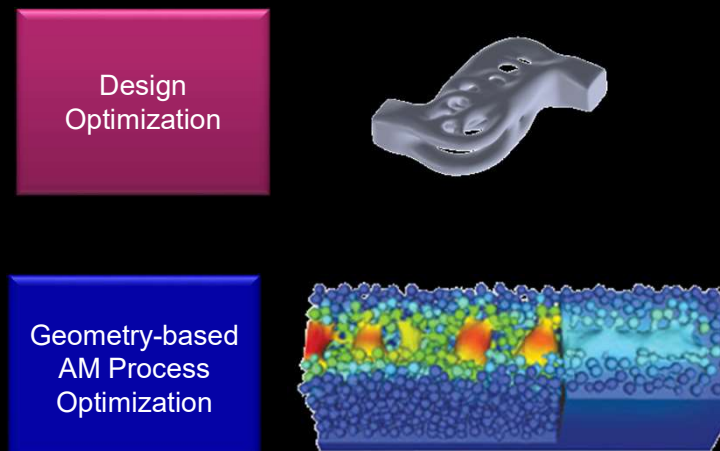 Design
Optimization
Geometry-based
AM Process
Optimization